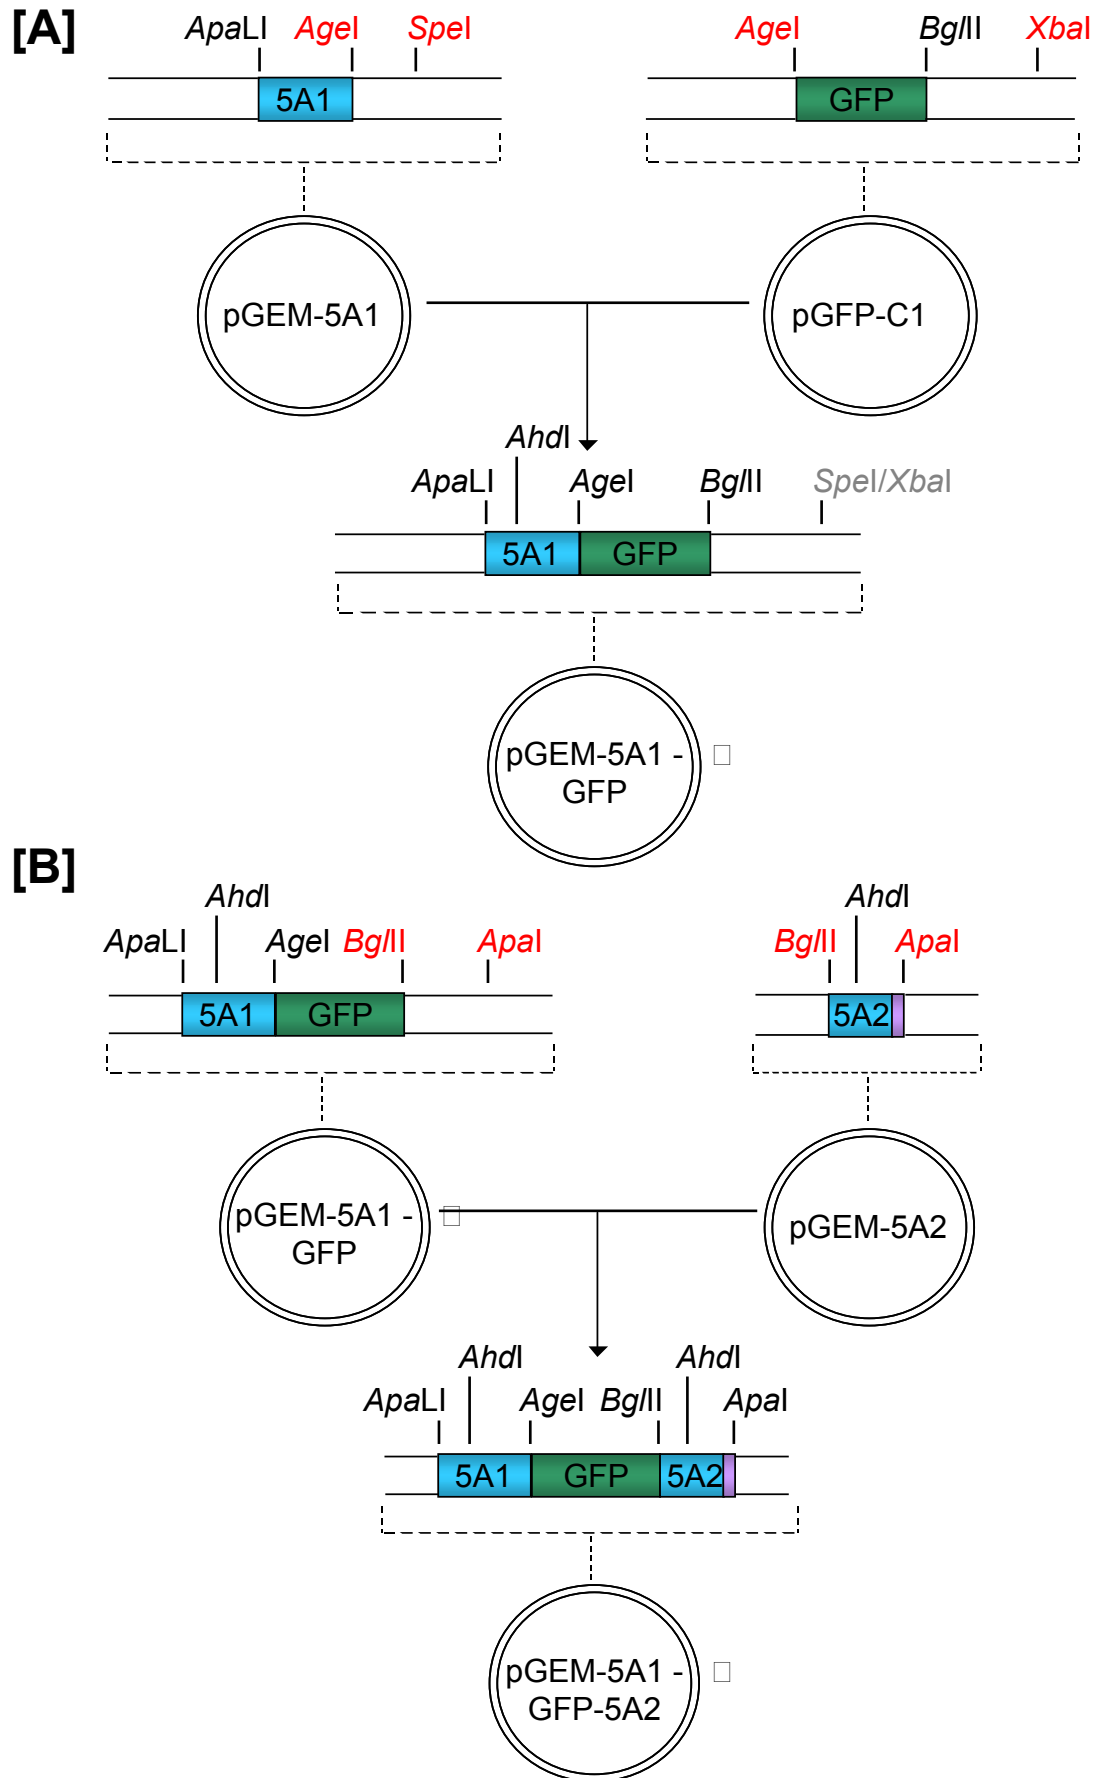 [A]
ApaLI AgeI SpeI AgeI BglII XbaI
5A1 GFP
pGEM-5A1 pGFP-C1
AhdI
ApaLI AgeI BglII SpeI/XbaI
5A1 GFP
pGEM-5A1 -
GFP
[B]
AhdI AhdI
ApaLI AgeI BglII ApaI BglII ApaI
5A1 GFP 5A2
pGEM-5A1 -
GFP
pGEM-5A2
AhdI AhdI
ApaLI AgeI BglII ApaI
5A1 GFP 5A2
pGEM-5A1 -
GFP-5A2